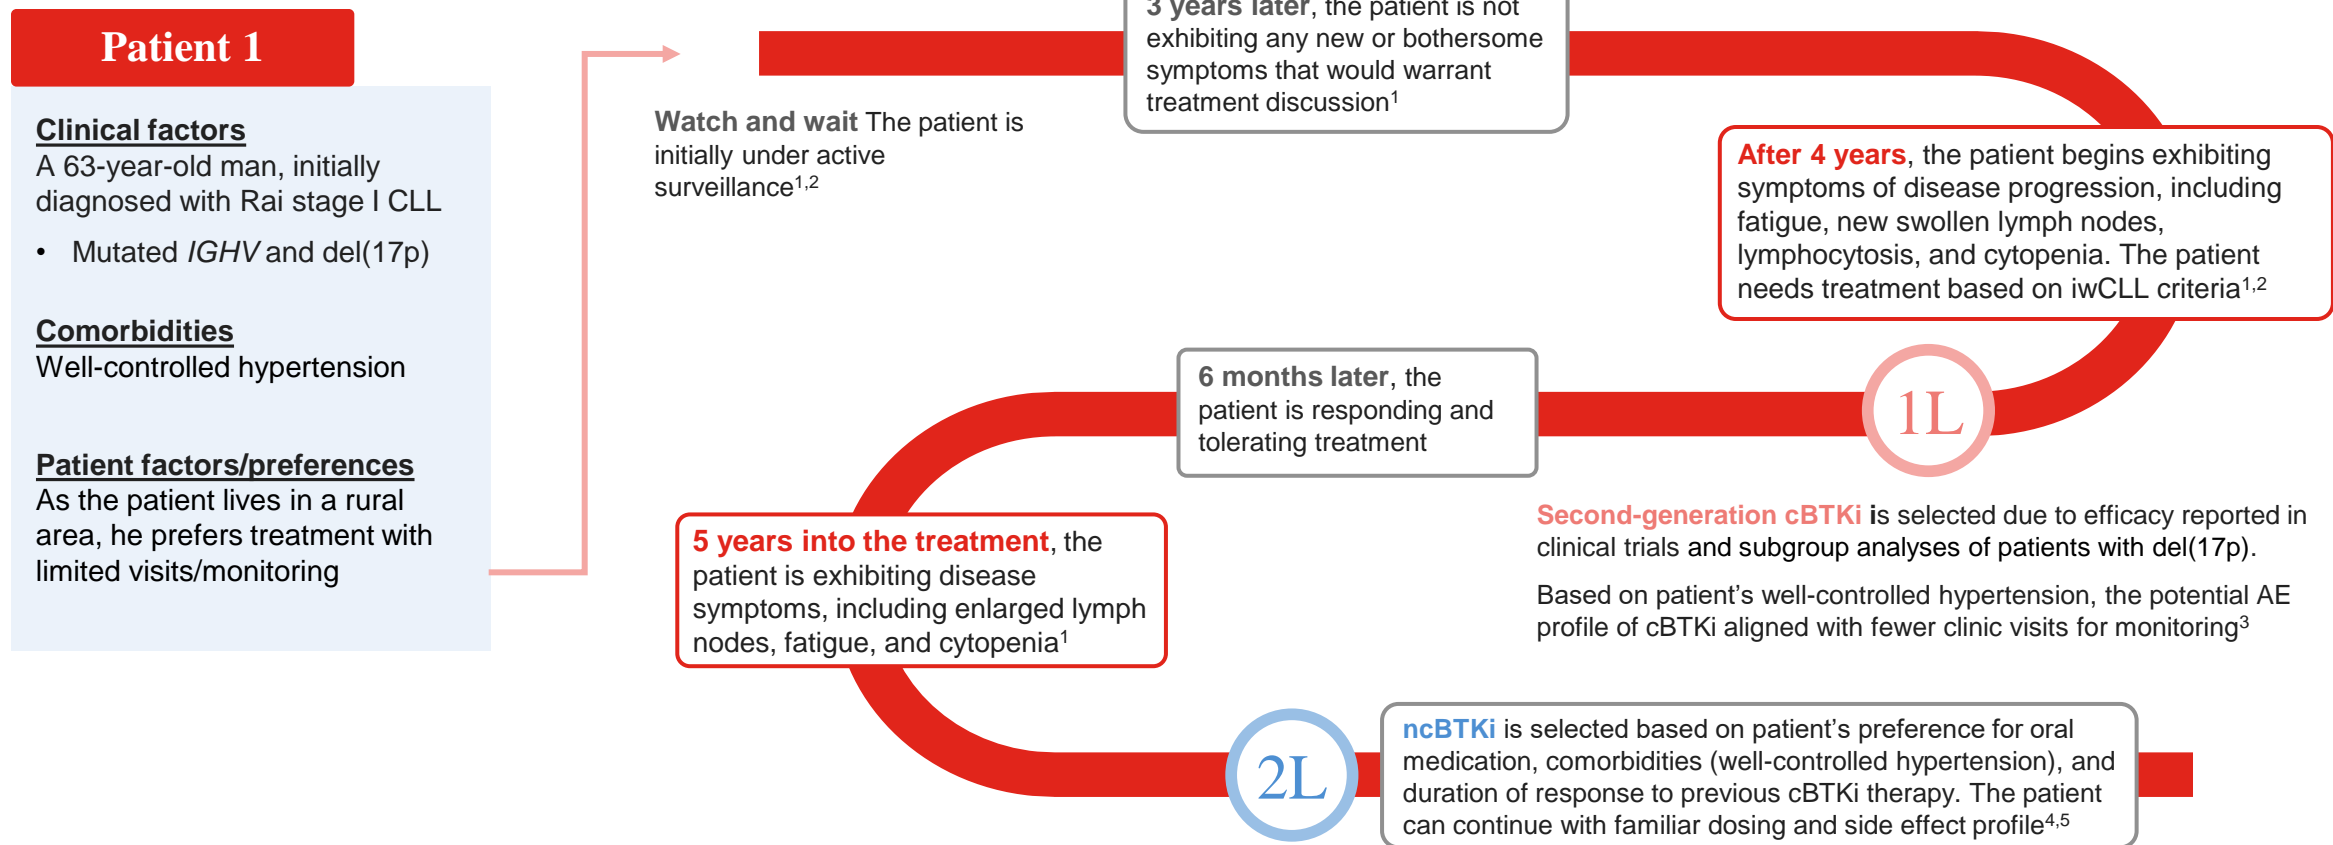 Patient 1
Clinical factors
A 63-year-old man, initially
diagnosed with Rai stage I CLL
• Mutated IGHV and del(17p)
Comorbidities
Well-controlled hypertension
Patient factors/preferences
As the patient lives in a rural
area, he prefers treatment with
limited visits/monitoring
Watch and wait The patient is
initially under active
surveillance1,2
3 years later, the patient is not
exhibiting any new or bothersome
symptoms that would warrant
treatment discussion1
After 4 years, the patient begins exhibiting
symptoms of disease progression, including
fatigue, new swollen lymph nodes,
lymphocytosis, and cytopenia. The patient
needs treatment based on iwCLL criteria1,2
1L
Second-generation cBTKi is selected due to efficacy reported in
clinical trials and subgroup analyses of patients with del(17p).
Based on patient’s well-controlled hypertension, the potential AE
profile of cBTKi aligned with fewer clinic visits for monitoring3
6 months later, the
patient is responding and
tolerating treatment
5 years into the treatment, the
patient is exhibiting disease
symptoms, including enlarged lymph
nodes, fatigue, and cytopenia1
2L
ncBTKi is selected based on patient’s preference for oral
medication, comorbidities (well-controlled hypertension), and
duration of response to previous cBTKi therapy. The patient
can continue with familiar dosing and side effect profile4,5